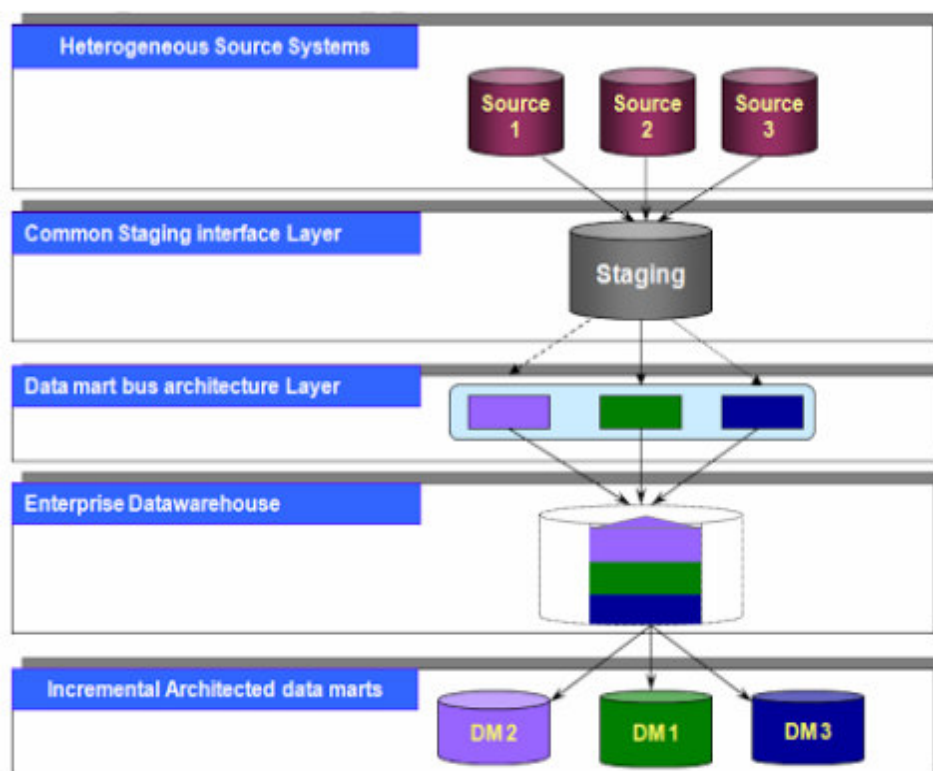 Heterogeneous Source Systems
Source
1
Source
2
Source
3
Common Staging interface Layer
Staging
Data mart bus architecture Layer
Enterprise Datawarehouse
Incremental Architected data marts
DM 2
DM 1
DM 3